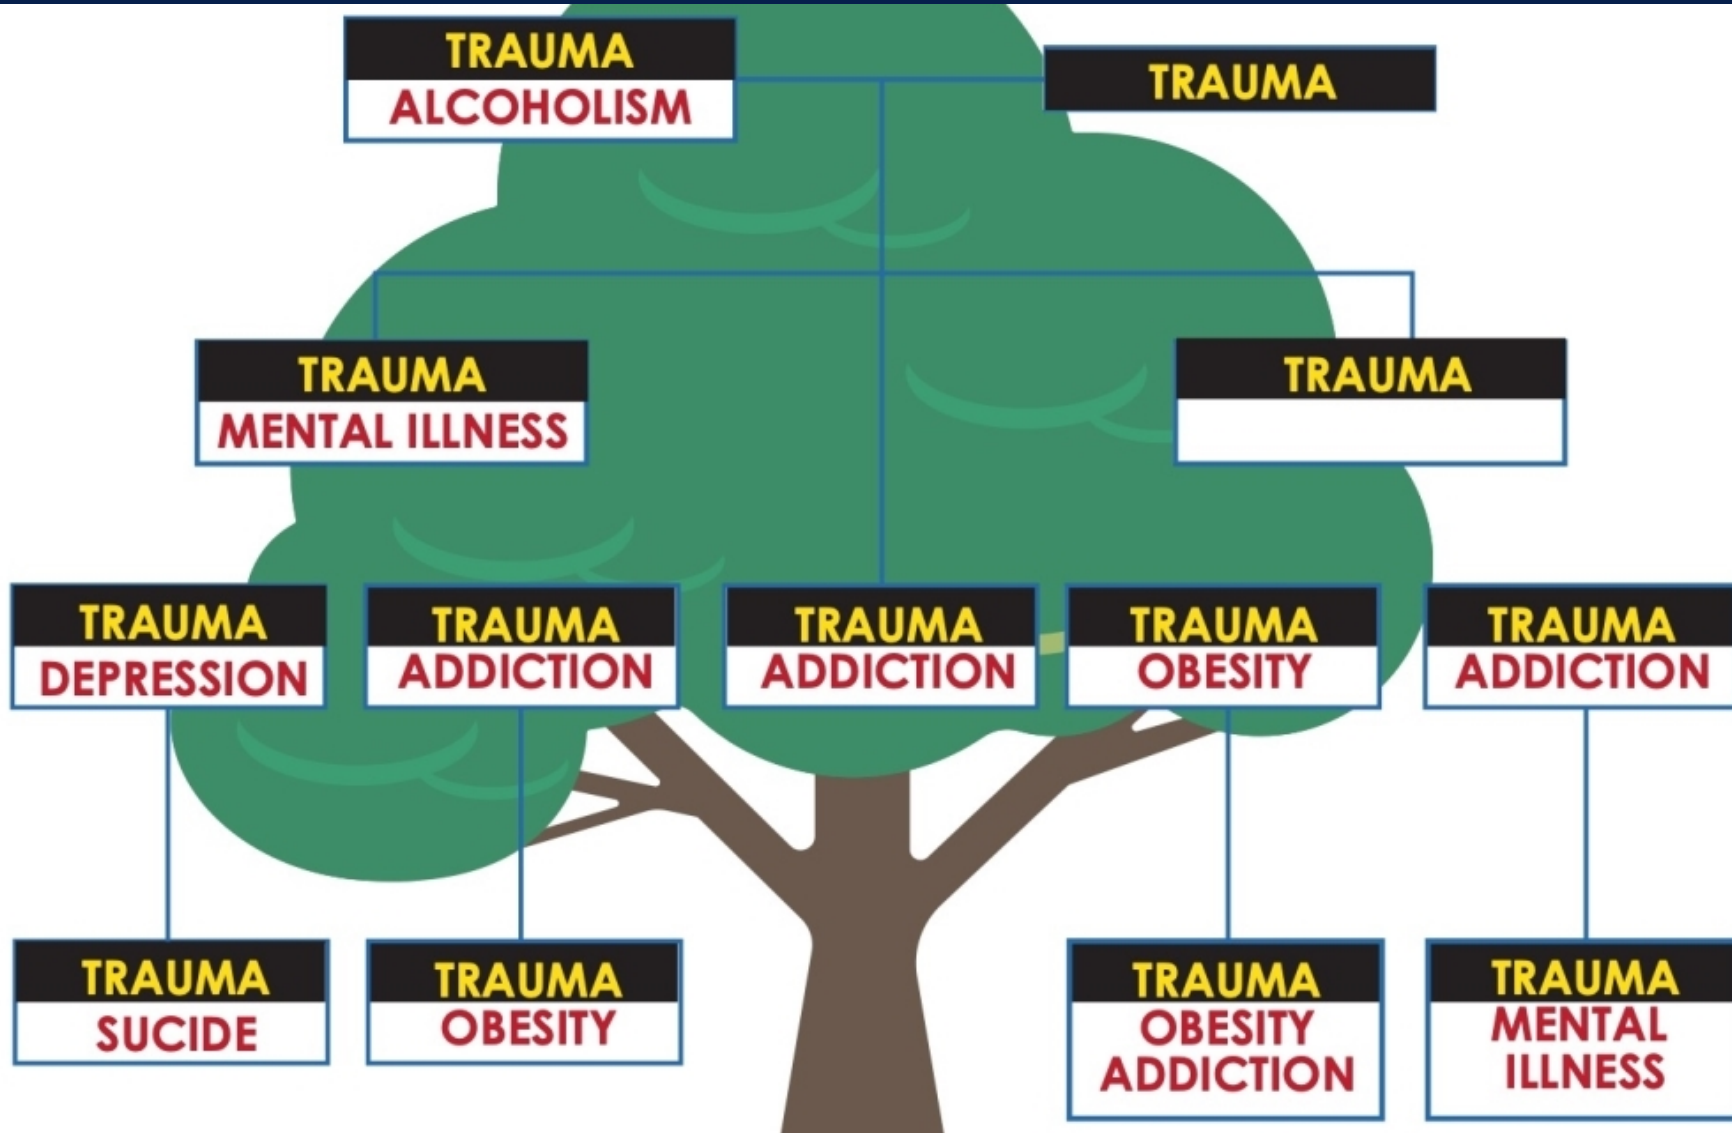 TRAUMA
ALCOHOLISM
TRAUMA
TRAUMA
MENTAL ILLNESS
TRAUMA
TRAUMA
DEPRESSION
TRAUMA
ADDICTION
TRAUMA
ADDICTION
TRAUMA
OBESITY
TRAUMA
ADDICTION
TRAUMA
SUCIDE
TRAUMA
OBESITY
TRAUMA
OBESITY
ADDICTION
TRAUMA
MENTAL
ILLNESS